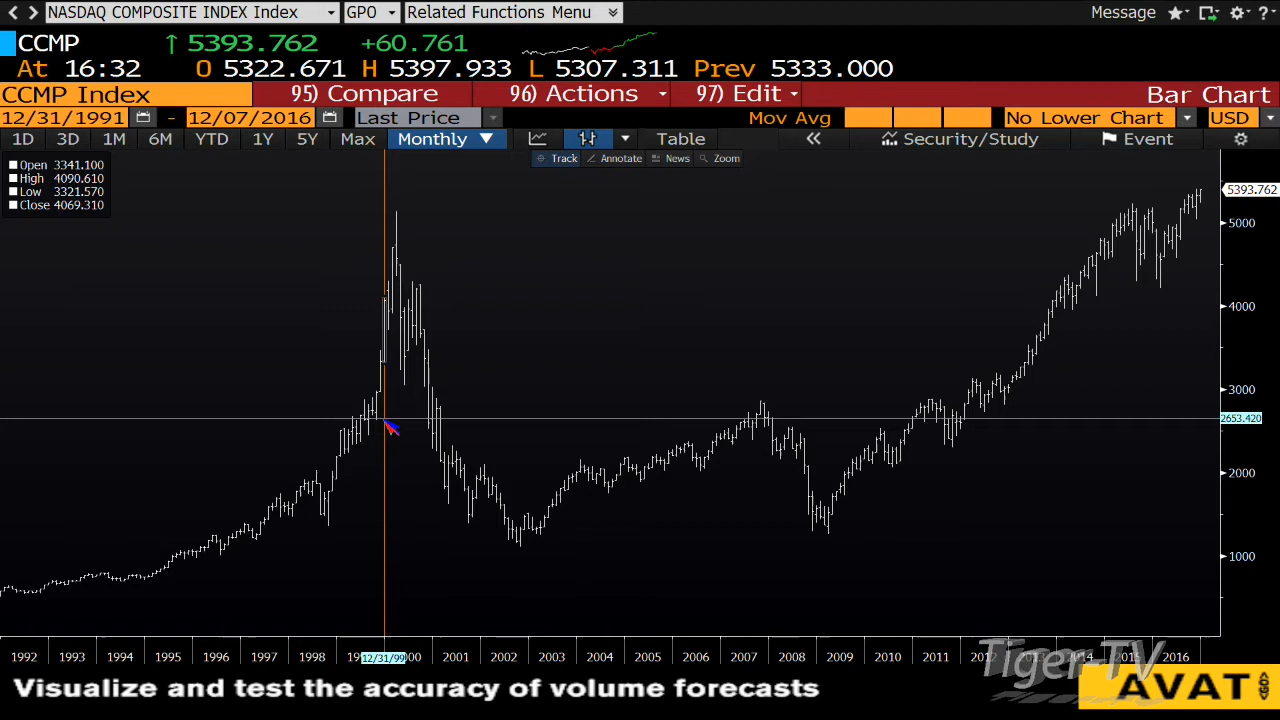 NASDAQ COMPOSITE INDEX Index GPO Related Functions Menu Message
CCMP ↑ 5393.762 +60.761
At 16:32 O 5322.671 H 5397.933 L 5307.311 Prev 5333.000
CCMP Index 95) Compare 96) Actions 97) Edit Bar Chart
12/31/1991 - 12/07/2016 Last Price Mov Avg No Lower Chart USD
1D 3D 1M 6M YTD 1Y 5Y Max Monthly ▼ Table « Security/Study Event
Track Annotate News Zoom
Open 3341.100
High 4090.610
Low 3321.570
Close 4069.310
5393.762
5000
4000
3000
2653.420
2000
1000
1992 1993 1994 1995 1996 1997 1998 12/31/99 2001 2002 2003 2004 2005 2006 2007 2008 2009 2010 2011 2012 2014 2015 2016
Tiger-TV
Visualize and test the accuracy of volume forecasts
AVAT GO